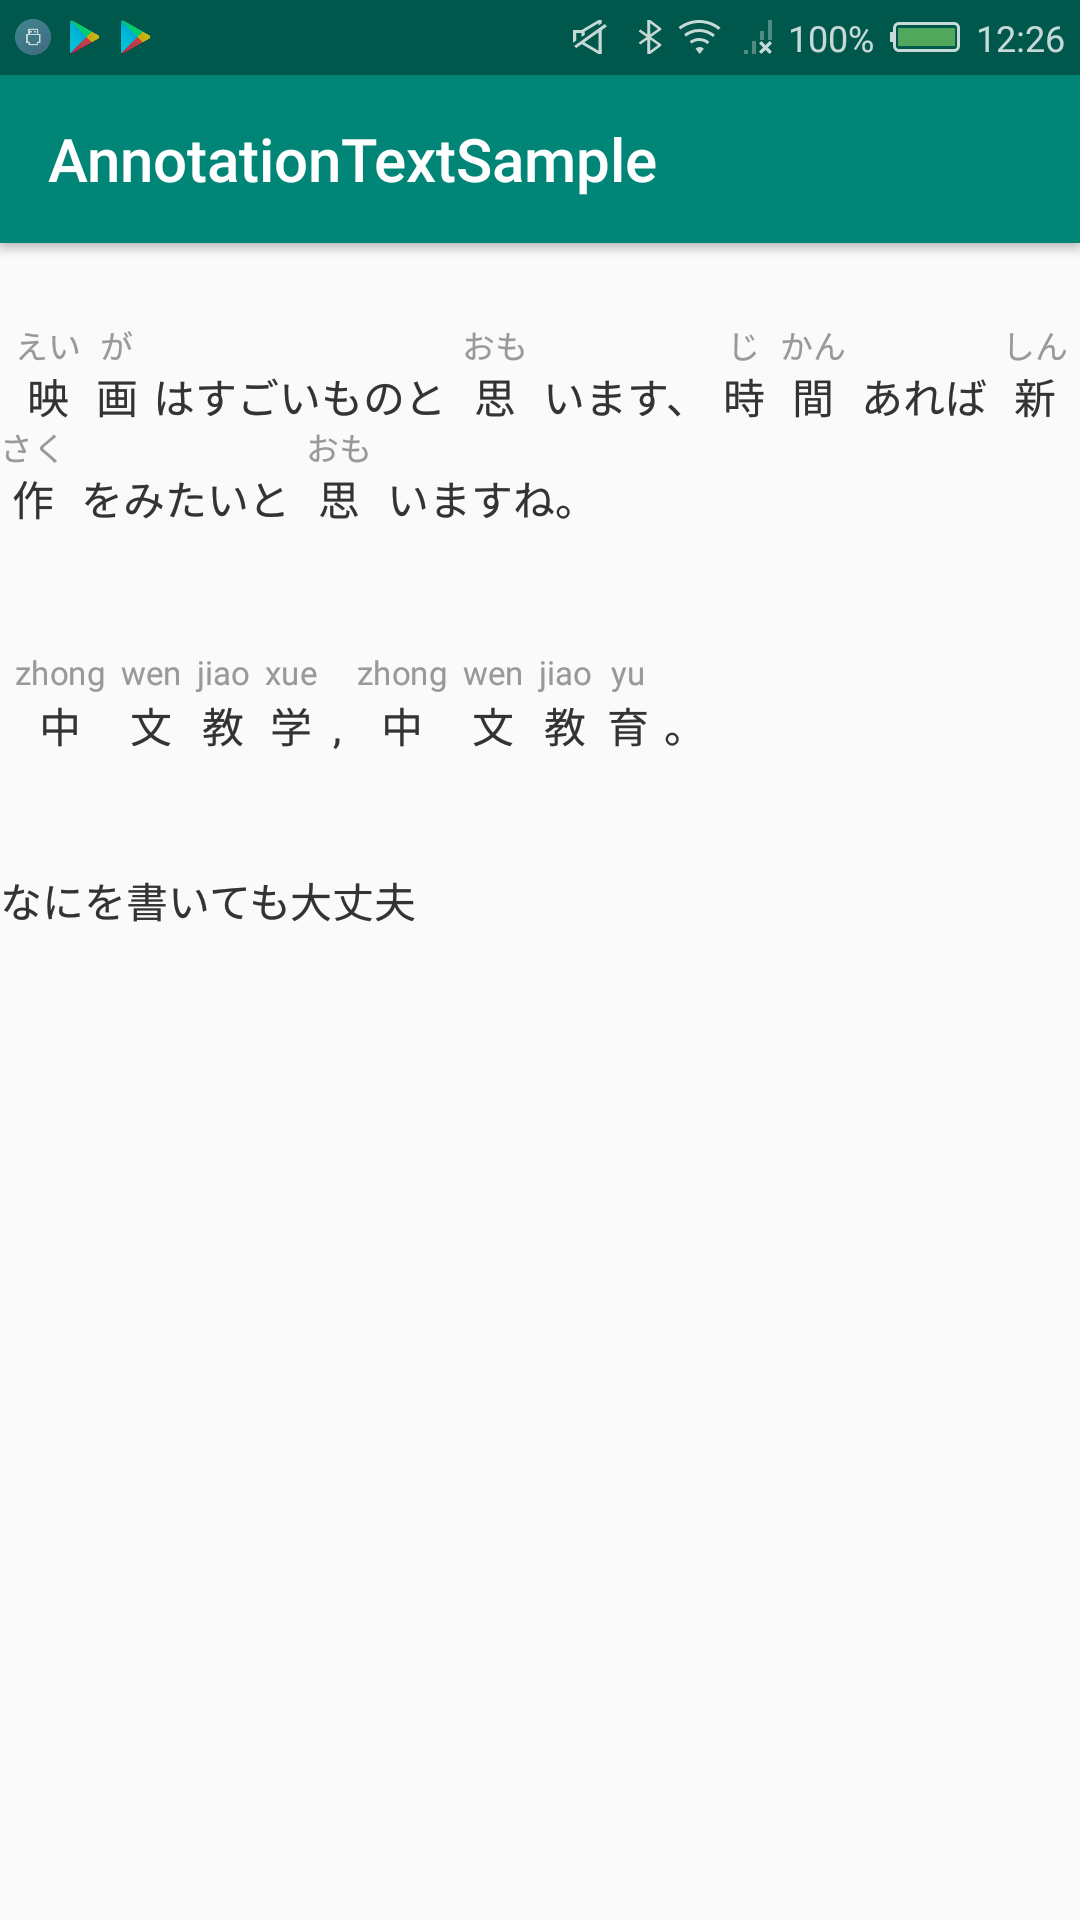 100% 12:26
AnnotationTextSample
えい が おも じ かん しん
映画はすごいものと思います、時間あれば新
さく おも
作をみたいと思いますね。
zhong wen jiao xue zhong wen jiao yu
中文教学,中文教育。
なにを書いても大丈夫